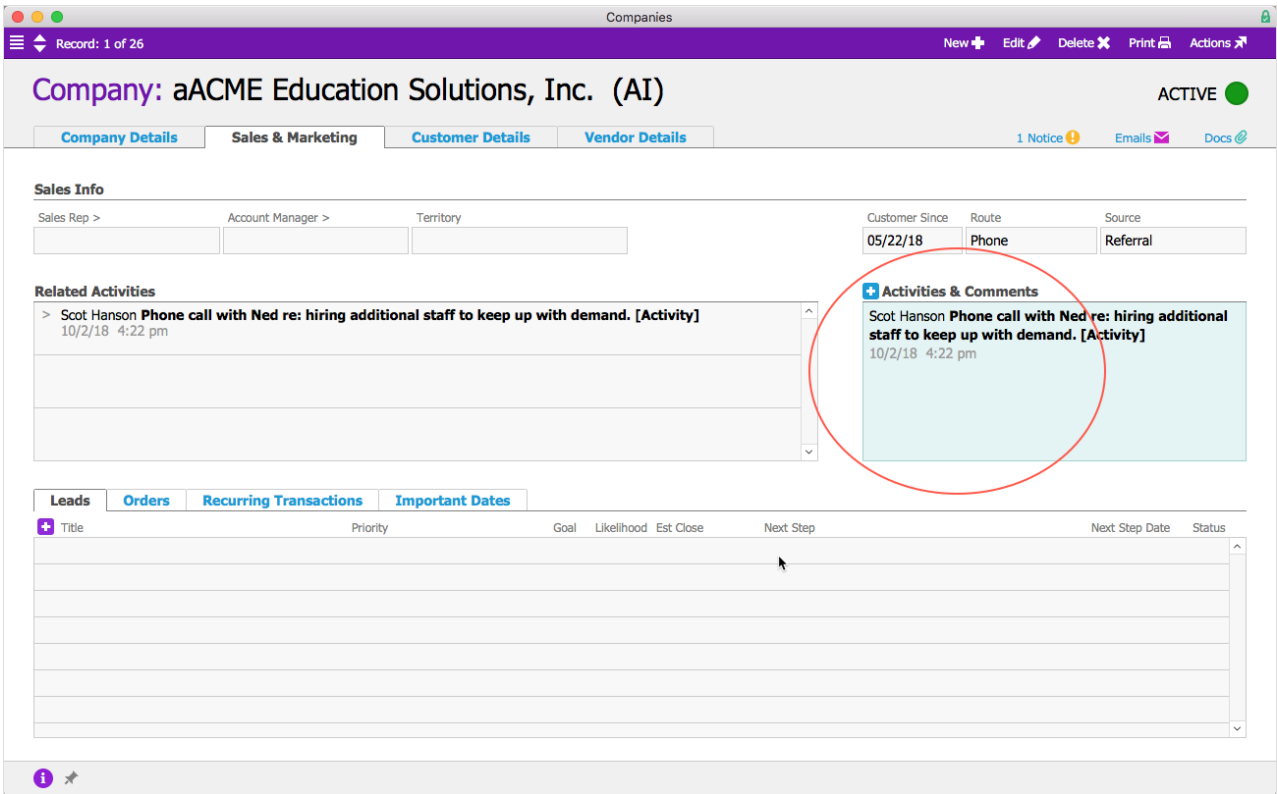 Companies
Record: 1 of 26
New Edit Delete Print Actions
Company: aACME Education Solutions, Inc. (AI)
ACTIVE
Company Details Sales & Marketing Customer Details Vendor Details 1 Notice Emails Docs
Sales Info
Sales Rep > Account Manager > Territory Customer Since Route Source
05/22/18 Phone Referral
Related Activities
> Scot Hanson Phone call with Ned re: hiring additional staff to keep up with demand. [Activity]
10/2/18 4:22 pm
Activities & Comments
Scot Hanson Phone call with Ned re: hiring additional
staff to keep up with demand. [Activity]
10/2/18 4:22 pm
Leads Orders Recurring Transactions Important Dates
Title Priority Goal Likelihood Est Close Next Step Next Step Date Status